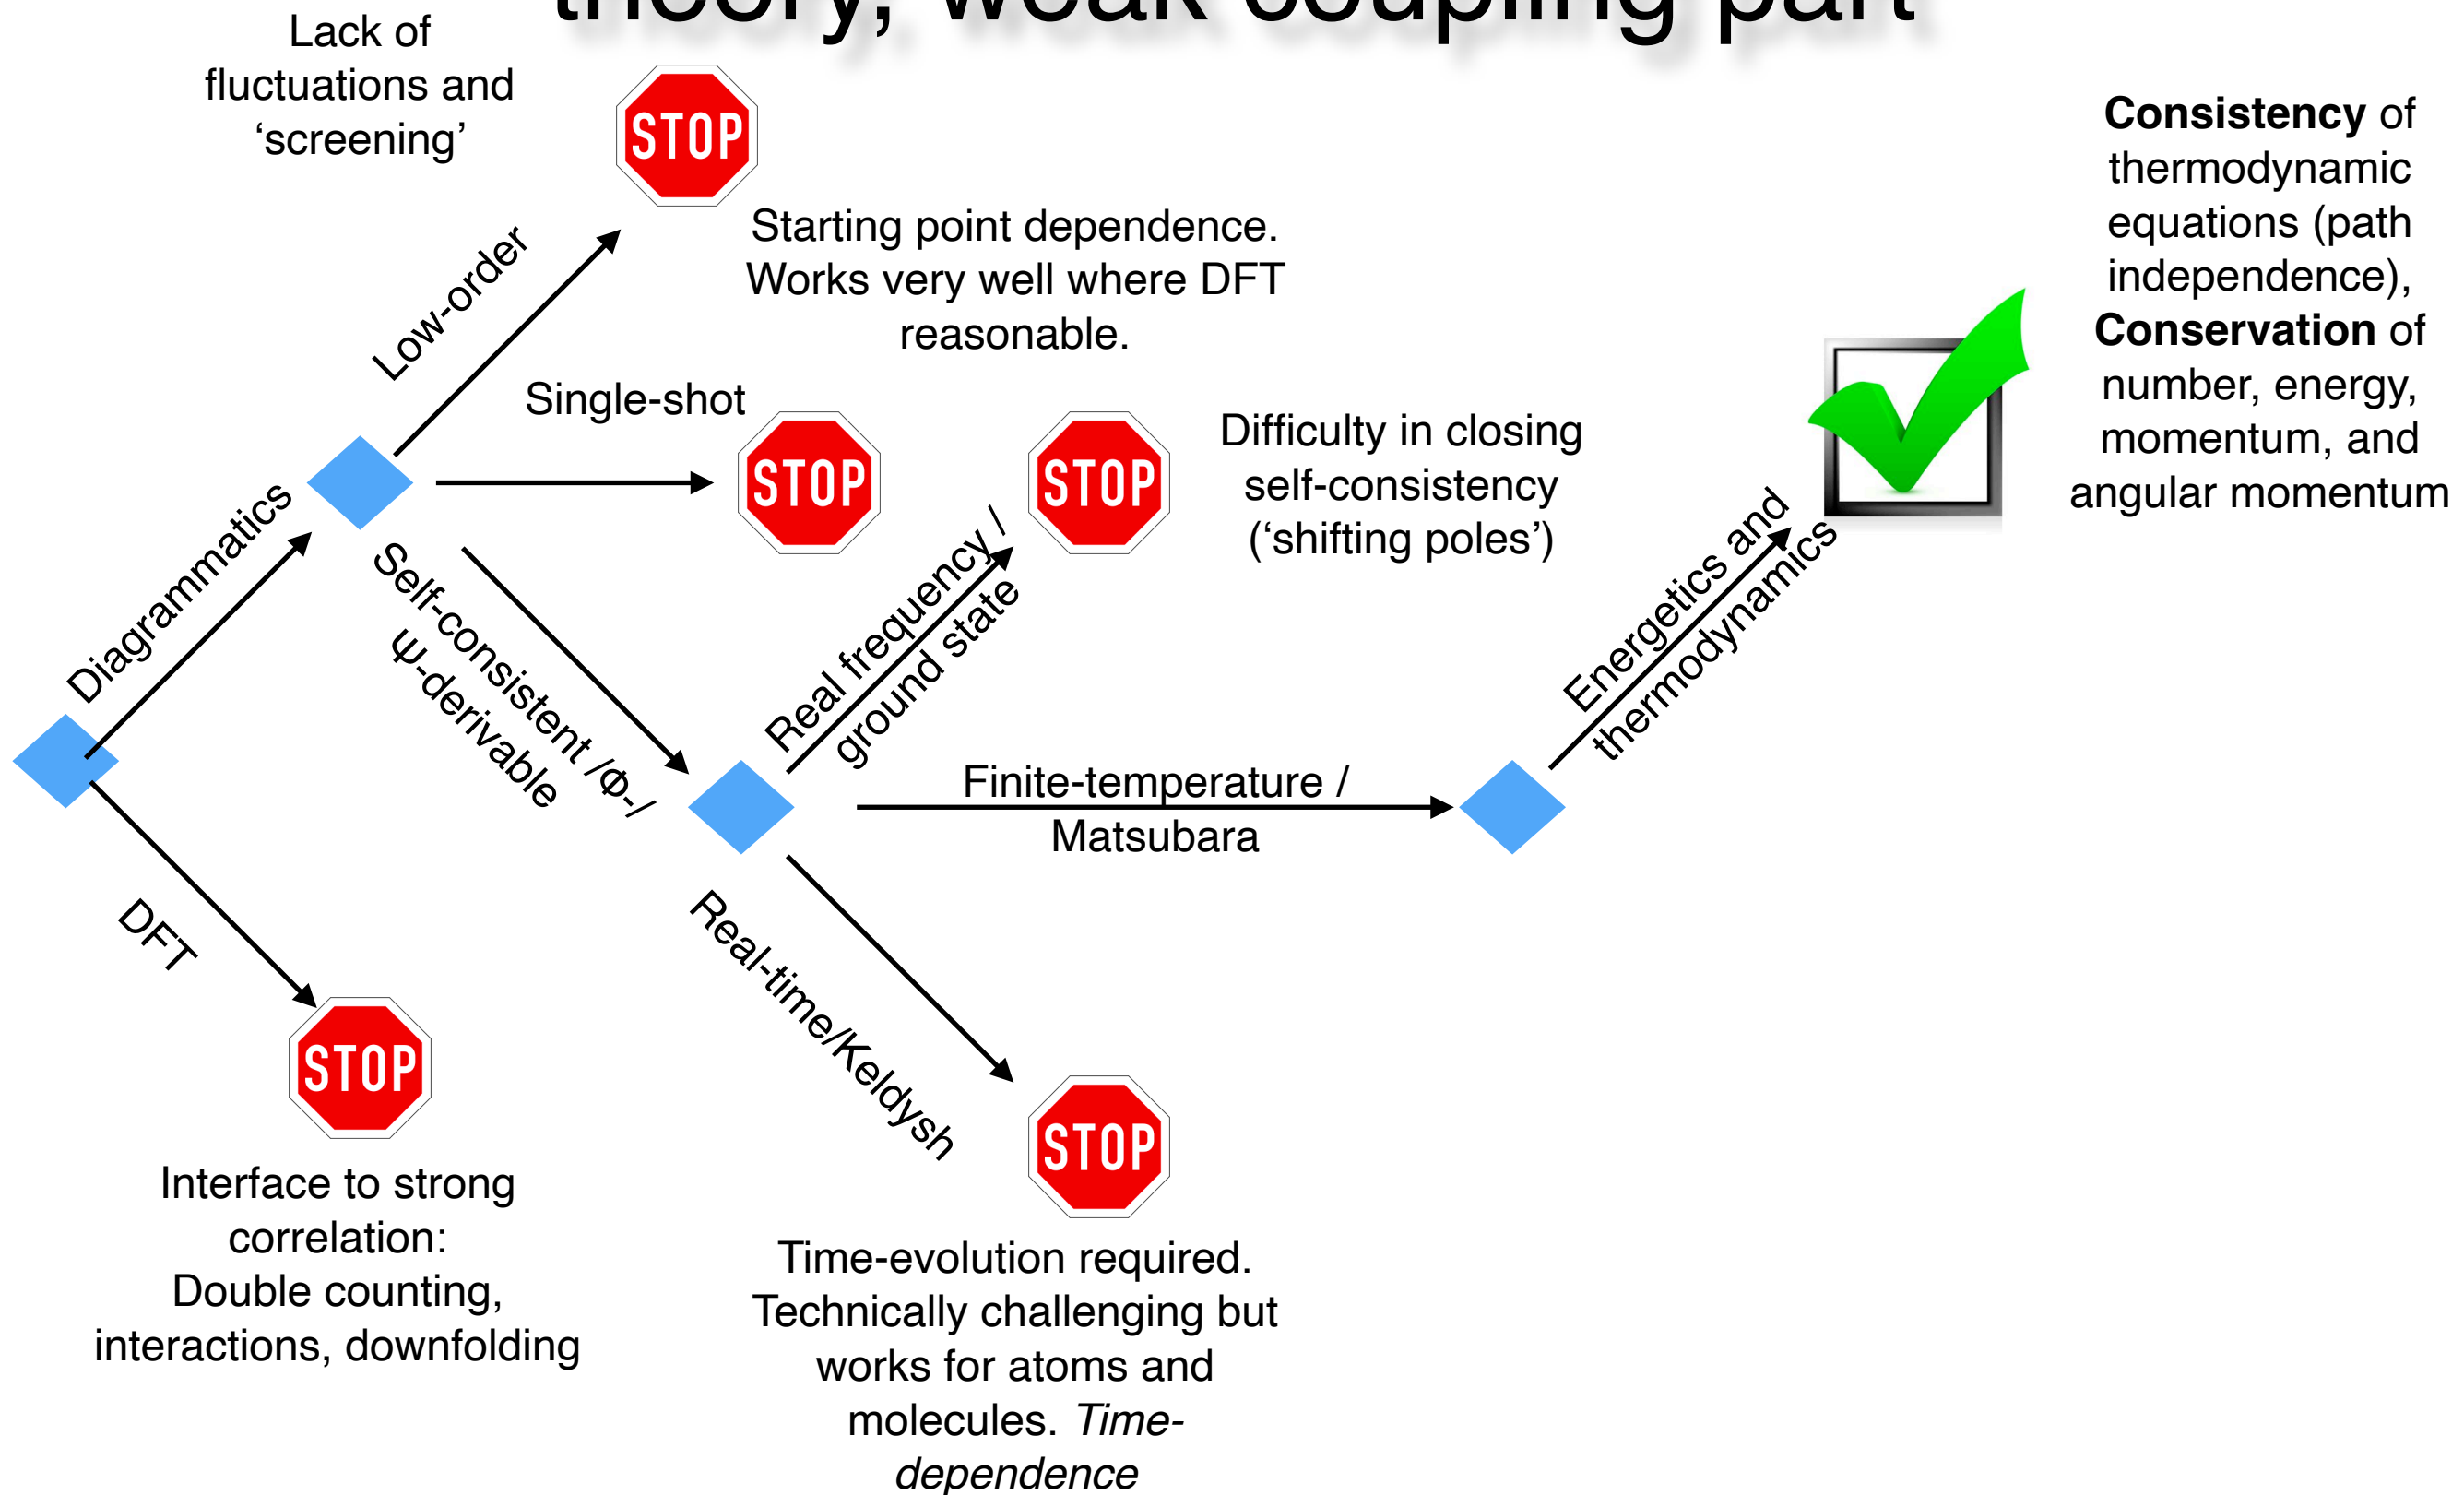 theory, weak coupling part
Lack of
fluctuations and
‘screening’
STOP
Low-order
Starting point dependence.
Works very well where DFT
reasonable.
Single-shot
STOP
STOP
Difficulty in closing
self-consistency
(‘shifting poles’)
Consistency of
thermodynamic
equations (path
independence),
Conservation of
number, energy,
momentum, and
angular momentum
Diagrammatics
Self-consistent /Φ-/
Ψ-derivable
Real frequency /
ground state
Energetics and
thermodynamics
Finite-temperature /
Matsubara
DFT
Real-time/Keldysh
STOP
Interface to strong
correlation:
Double counting,
interactions, downfolding
STOP
Time-evolution required.
Technically challenging but
works for atoms and
molecules. Time-
dependence